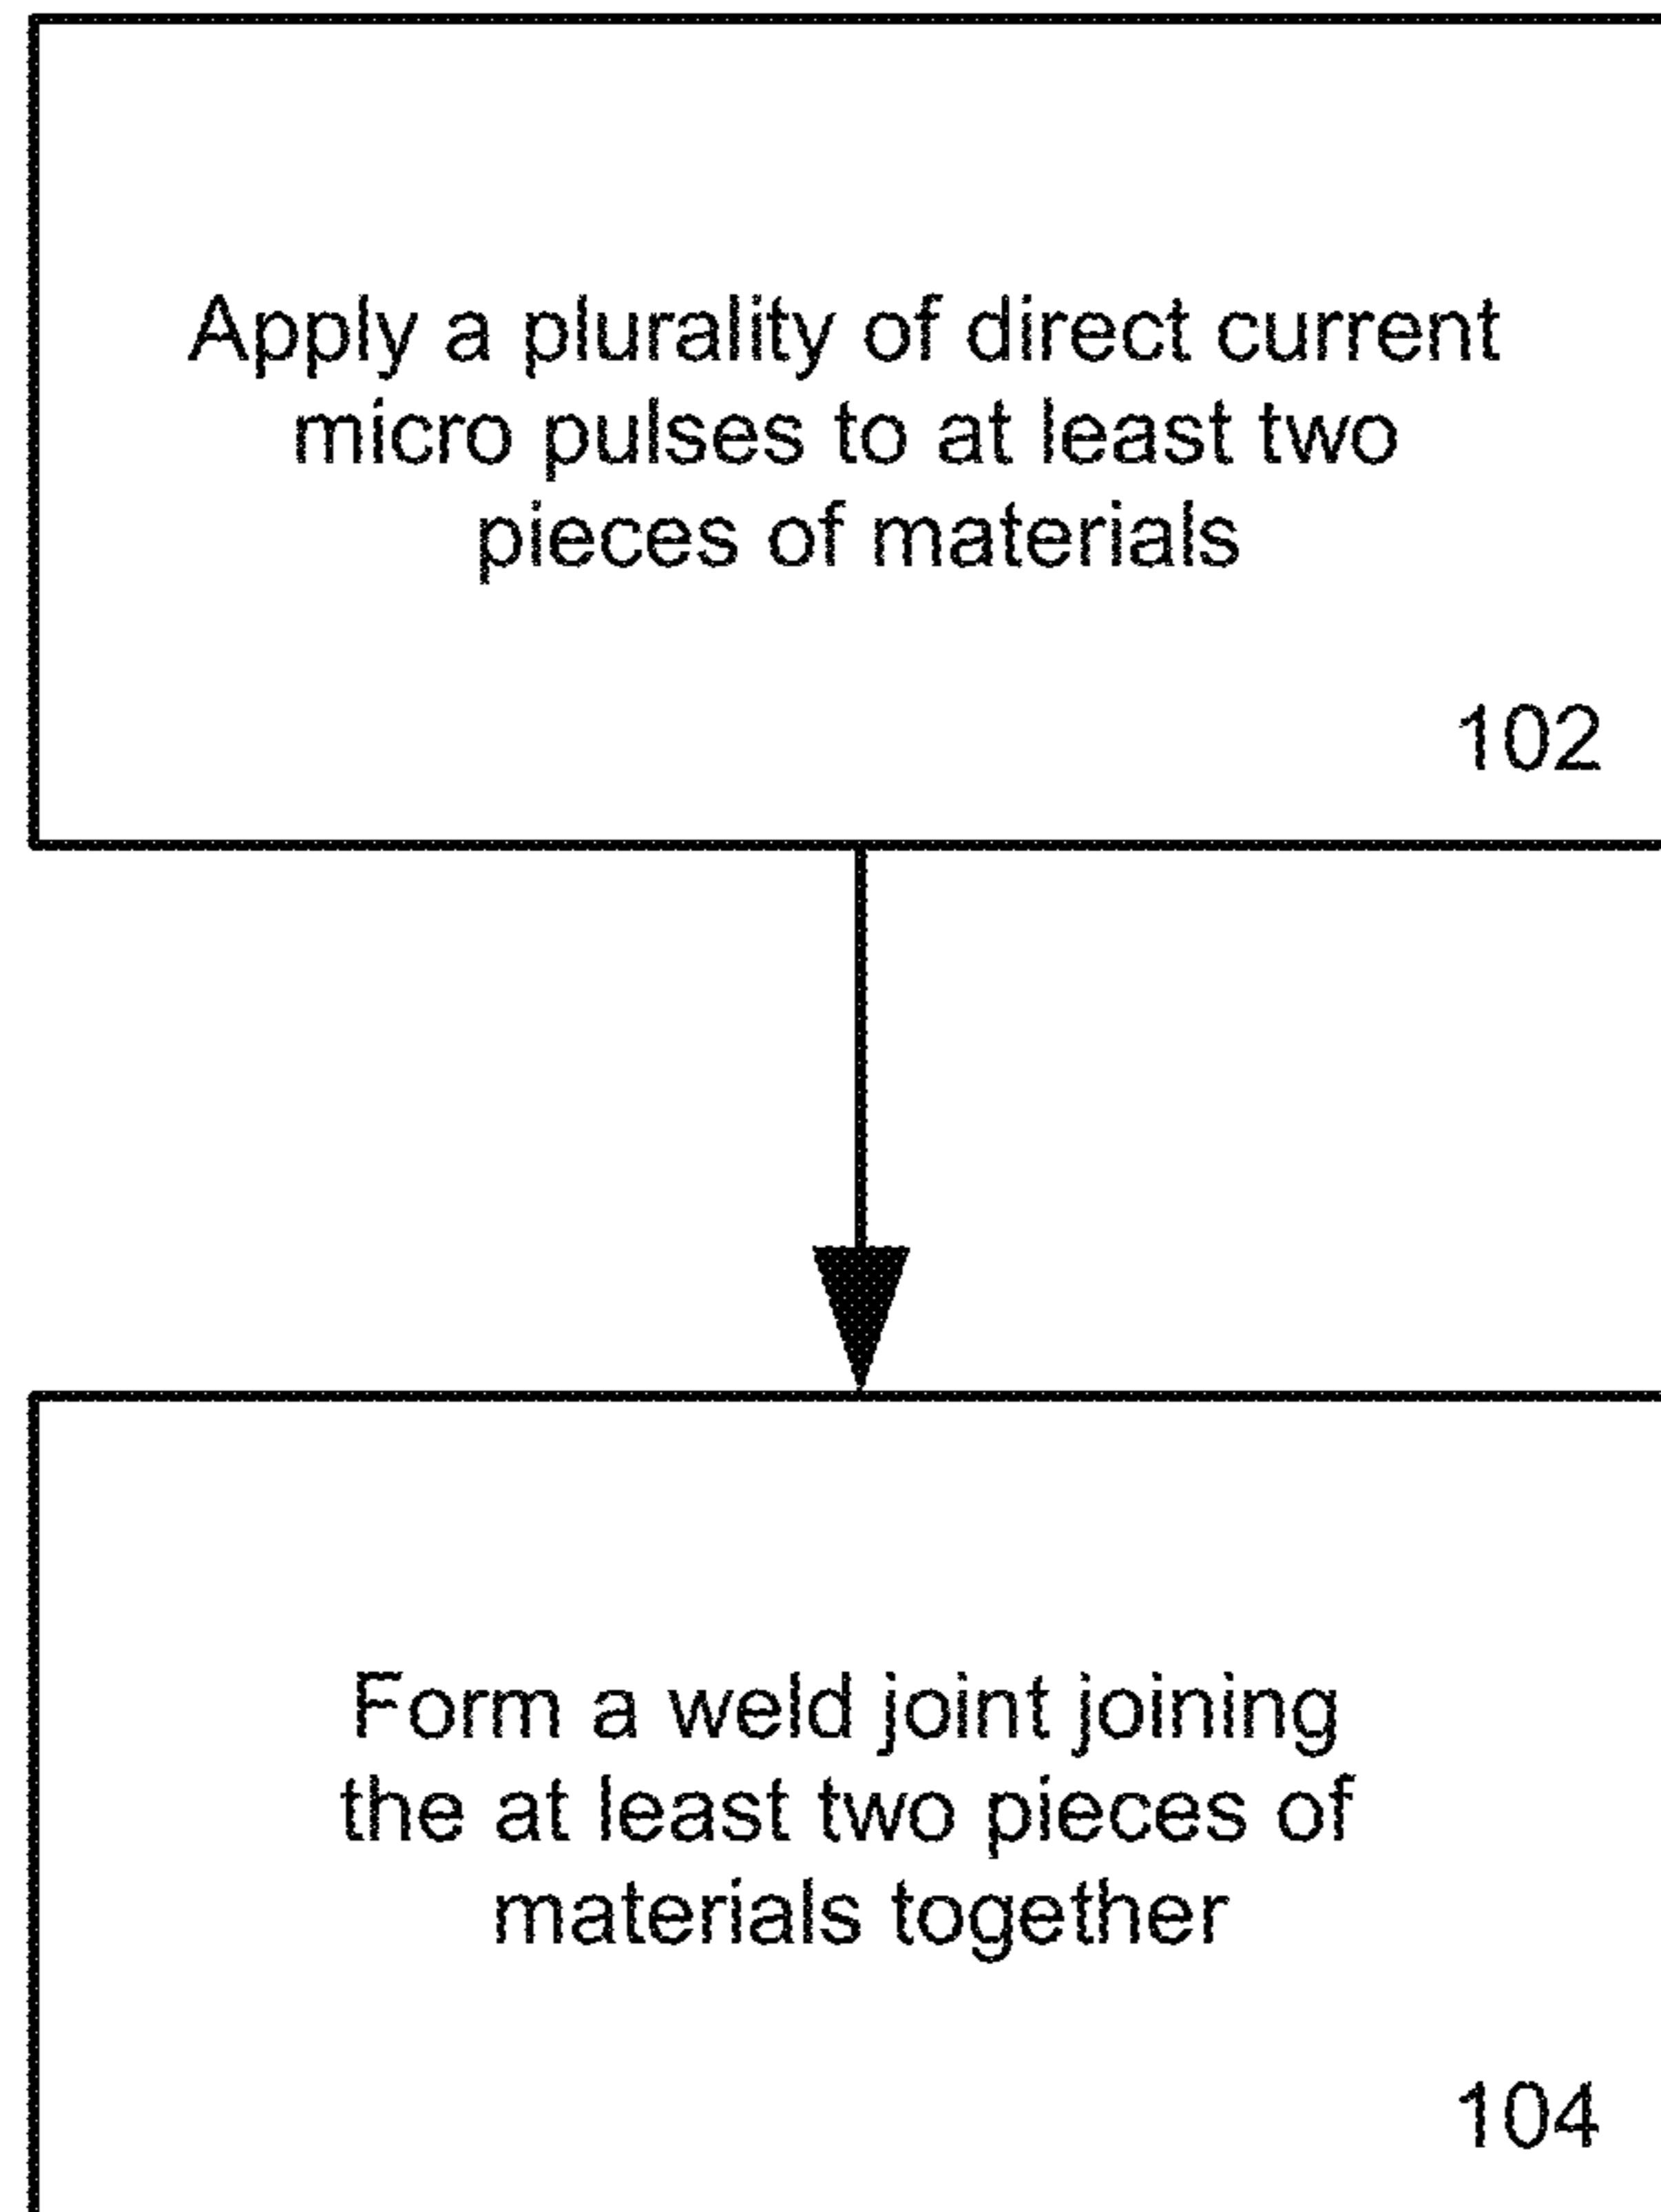 Apply a plurality of direct current
micro pulses to at least two
pieces of materials
102
Form a weld joint joining
the at least two pieces of
materials together
104